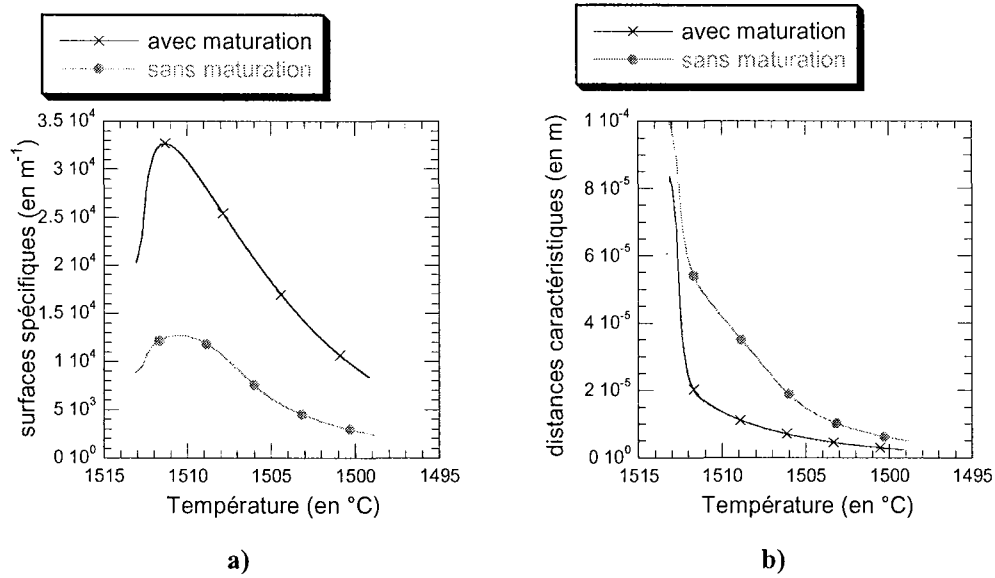 avec maturation
sans maturation
surfaces spécifiques (en m⁻¹)
3.5 10⁴
3 10⁴
2.5 10⁴
2 10⁴
1.5 10⁴
1 10⁴
5 10³
0 10⁰
1515
1510
1505
1500
1495
Température (en °C)
a)
avec maturation
sans maturation
distances caractéristiques (en m)
1 10⁻⁴
8 10⁻⁵
6 10⁻⁵
4 10⁻⁵
2 10⁻⁵
0 10⁰
1515
1510
1505
1500
1495
Température (en °C)
b)